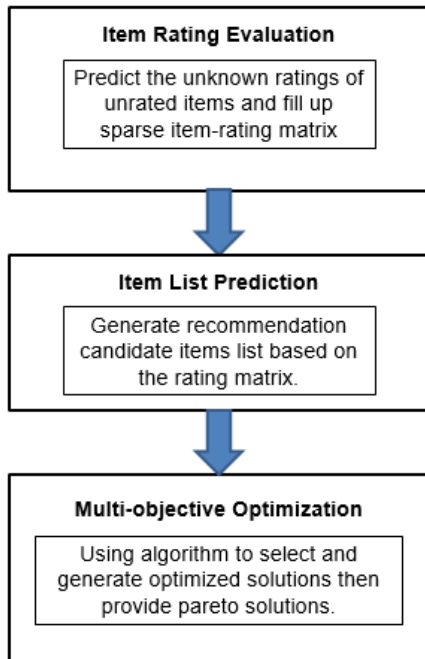 Item Rating Evaluation
Predict the unknown ratings of
unrated items and fill up
sparse item-rating matrix
Item List Prediction
Generate recommendation
candidate items list based on
the rating matrix.
Multi-objective Optimization
Using algorithm to select and
generate optimized solutions then
provide pareto solutions.